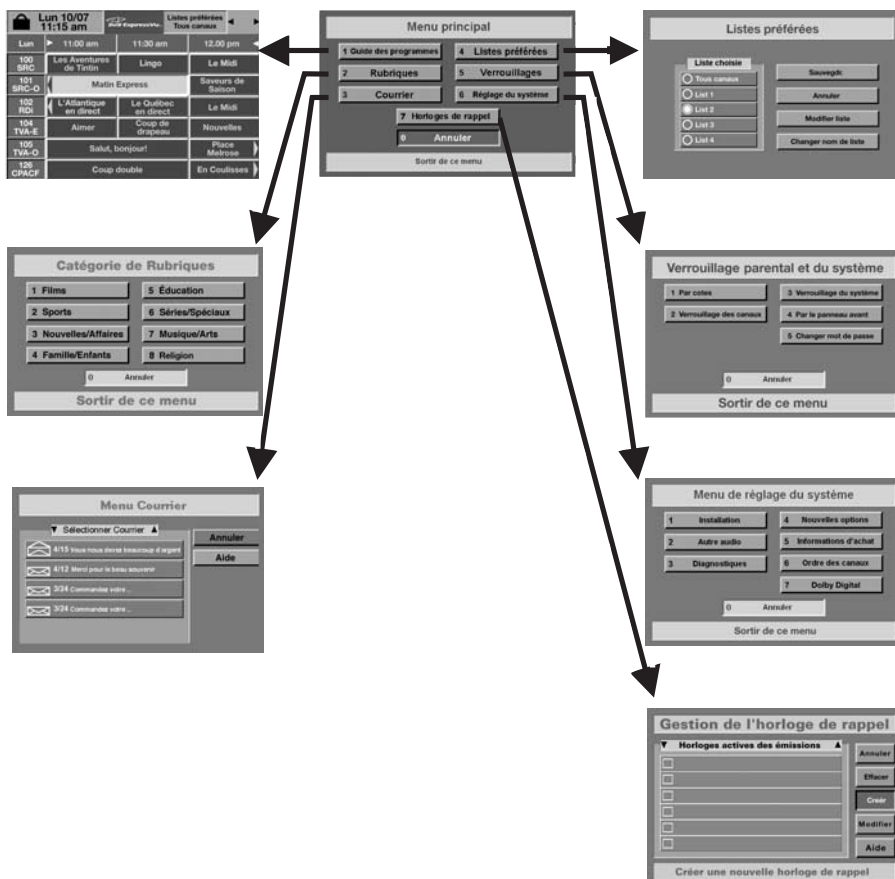 Lun 10/07
11:15 am
Bell ExpressVu
Listes préférées
Tous canaux
Lun
11:00 am
11:30 am
12.00 pm
100
SRC
Les Aventures
de Tintin
Lingo
Le Midi
101
SRC-O
Matin Express
Saveurs de
Saison
102
RDi
L'Atlantique
en direct
Le Québec
en direct
Le Midi
104
TVA-E
Aimer
Coup de
drapeau
Nouvelles
105
TVA-O
Salut, bonjour!
Place
Melrose
126
CPACF
Coup double
En Coulisses
Menu principal
1 Guide des programmes
4 Listes préférées
2 Rubriques
5 Verrouillages
3 Courrier
6 Réglage du système
7 Horloges de rappel
0 Annuler
Sortir de ce menu
Listes préférées
Liste choisie
Tous canaux
List 1
List 2
List 3
List 4
Sauvegdc
Annuler
Modifier liste
Changer nom de liste
Catégorie de Rubriques
1 Films
5 Éducation
2 Sports
6 Séries/Spéciaux
3 Nouvelles/Affaires
7 Musique/Arts
4 Famille/Enfants
8 Religion
0 Annuler
Sortir de ce menu
Verrouillage parental et du système
1 Par cotes
3 Verrouillage du système
2 Verrouillage des canaux
4 Par le panneau avant
5 Changer mot de passe
0 Annuler
Sortir de ce menu
Menu Courrier
Sélectionner Courrier
4/15 Vous nous devez beaucoup d'argent
4/12 Merci pour le beau souvenir
3/34 Commandez votre ..
3/24 Commandez votre ..
Annuler
Aide
Menu de réglage du système
1 Installation
4 Nouvelles options
2 Autre audio
5 Informations d'achat
3 Diagnostiques
6 Ordre des canaux
7 Dolby Digital
0 Annuler
Sortir de ce menu
Gestion de l'horloge de rappel
Horloges actives des émissions
Annuler
Effacer
Creér
Modifier
Aide
Créer une nouvelle horloge de rappel